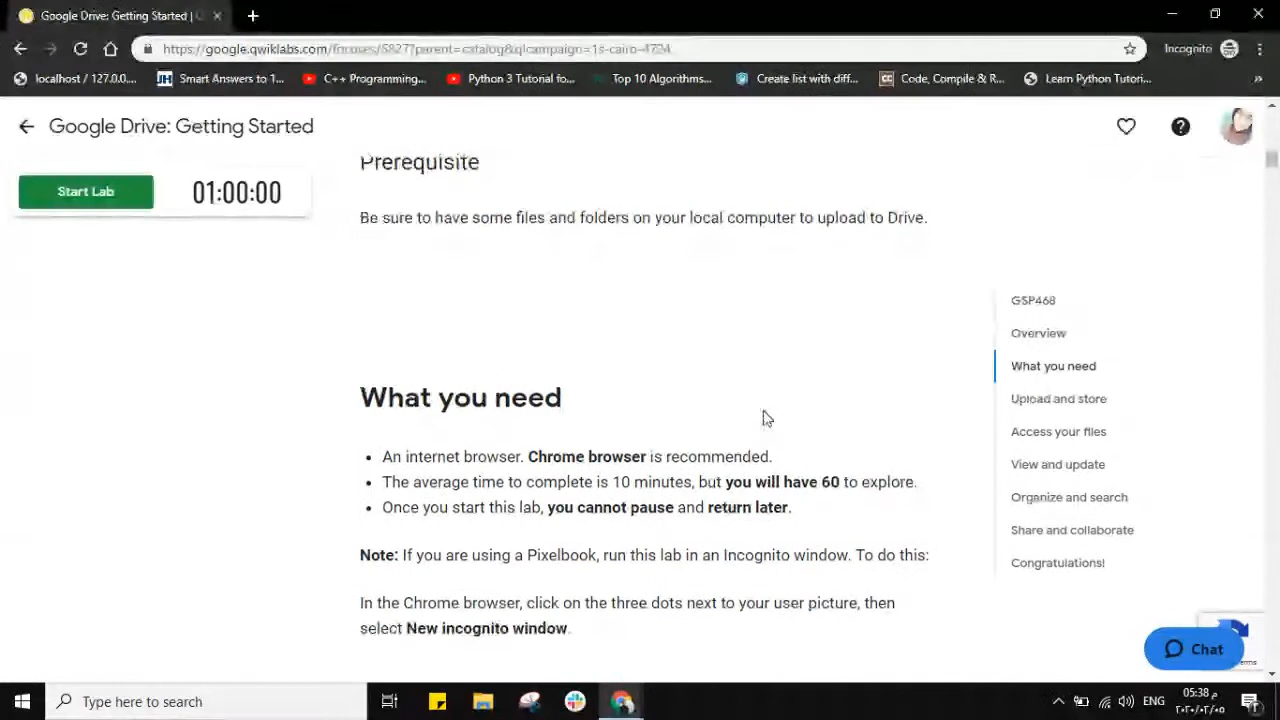 Google Drive: Getting Started |
https://google.qwiklabs.com/focuses/5827?parent=catalog&qlcampaign=1s-cairo-4724
Incognito
localhost / 127.0.0....
Smart Answers to 1...
C++ Programming...
Python 3 Tutorial fo...
Top 10 Algorithms...
Create list with diff...
Code, Compile & R...
Learn Python Tutori...
»
Google Drive: Getting Started
Start Lab
01:00:00
Prerequisite
Be sure to have some files and folders on your local computer to upload to Drive.
What you need
• An internet browser. Chrome browser is recommended.
• The average time to complete is 10 minutes, but you will have 60 to explore.
• Once you start this lab, you cannot pause and return later.
Note: If you are using a Pixelbook, run this lab in an Incognito window. To do this:
In the Chrome browser, click on the three dots next to your user picture, then
select New incognito window.
GSP468
Overview
What you need
Upload and store
Access your files
View and update
Organize and search
Share and collaborate
Congratulations!
Chat
Type here to search
ENG
05:38 م